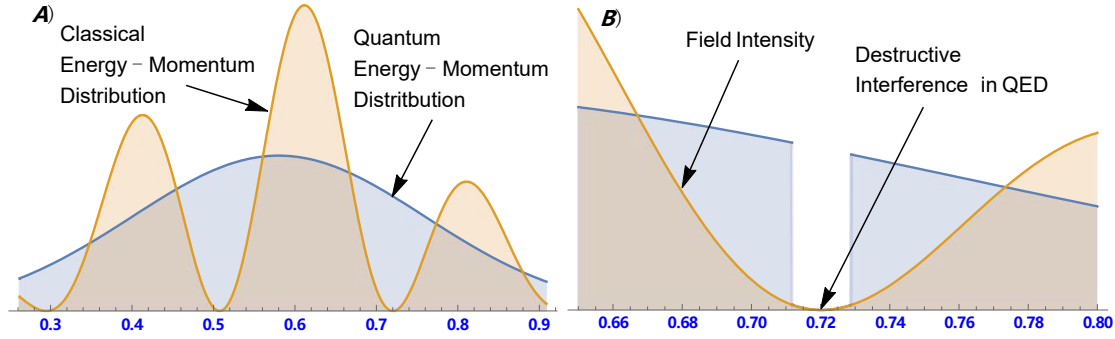 A)
Classical
Energy – Momentum
Distribution
Quantum
Energy – Momentum
Distritbution
0.3 0.4 0.5 0.6 0.7 0.8 0.9
B)
Field Intensity
Destructive
Interference in QED
0.66 0.68 0.70 0.72 0.74 0.76 0.78 0.80